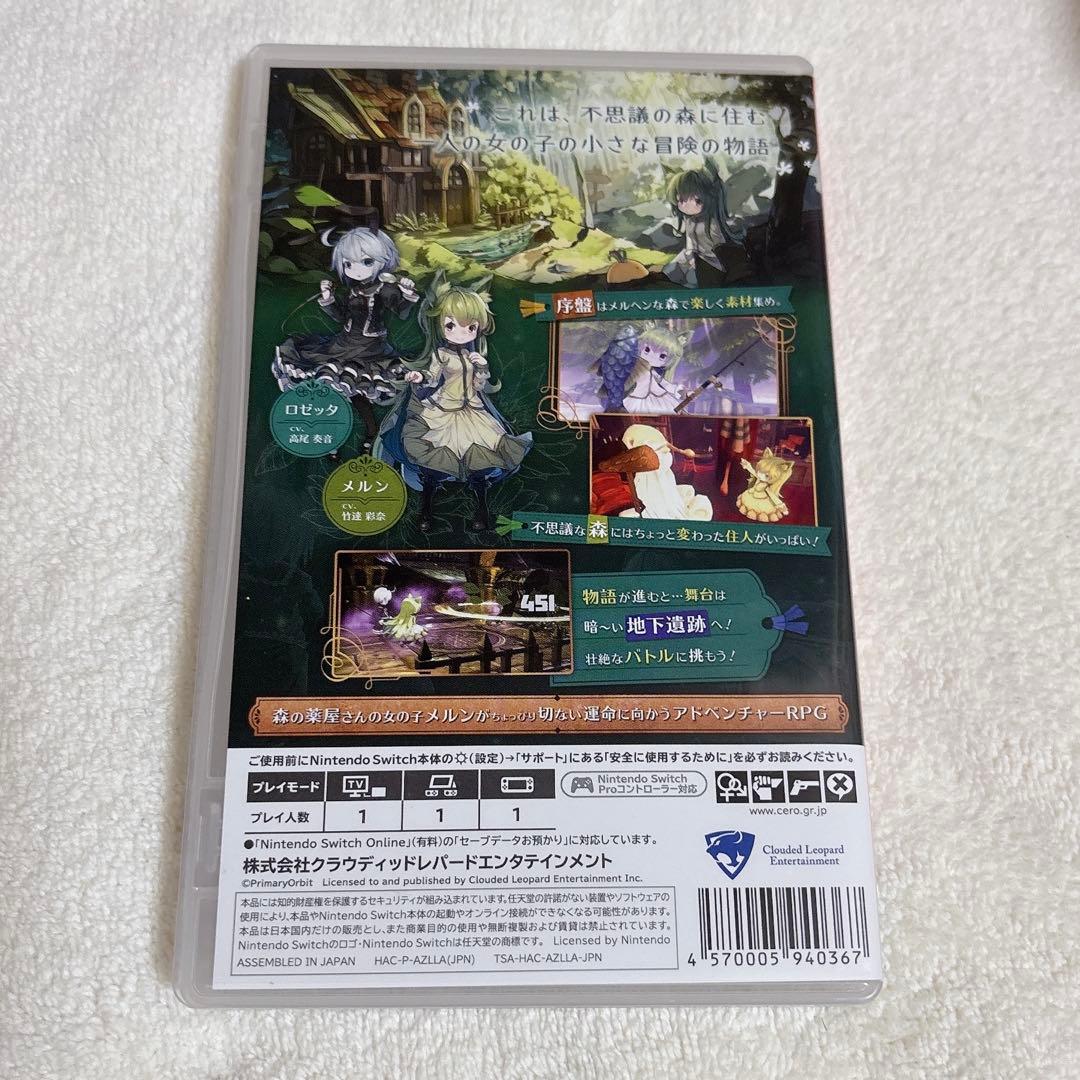 これは、不思議の森に住む
一人の女の子の小さな冒険の物語
序盤はメルヘンな森で楽しく素材集め。
ロゼッタ
CV.
高尾 奏音
メルン
CV.
竹達 彩奈
不思議な森にはちょっと変わった住人がいっぱい！
451
物語が進むと…舞台は
暗〜い地下遺跡へ！
壮絶なバトルに挑もう！
森の薬屋さんの女の子メルンがちょっぴり切ない運命に向かうアドベンチャーRPG
ご使用前にNintendo Switch本体の(設定)→「サポート」にある「安全に使用するために」を必ずお読みください。
プレイモード TV
Nintendo Switch
Proコントローラー対応
プレイ人数 1 1 1
www.cero.gr.jp
●「Nintendo Switch Online」(有料)の「セーブデータお預かり」に対応しています。
株式会社クラウディッドレパードエンタテインメント
©PrimaryOrbit Licensed to and published by Clouded Leopard Entertainment Inc.
Clouded Leopard
Entertainment
本品には知的財産権を保護するセキュリティが組み込まれています。任天堂の許諾がない装置やソフトウェアの
使用により、本品やNintendo Switch本体の起動やオンライン接続ができなくなる可能性があります。
本品は日本国内だけの販売とし、また商業目的の使用や無断複製および賃貸は禁止されています。
Nintendo Switchのロゴ・Nintendo Switchは任天堂の商標です。 Licensed by Nintendo
ASSEMBLED IN JAPAN HAC-P-AZLLA(JPN) TSA-HAC-AZLLA-JPN
4 570005 940367